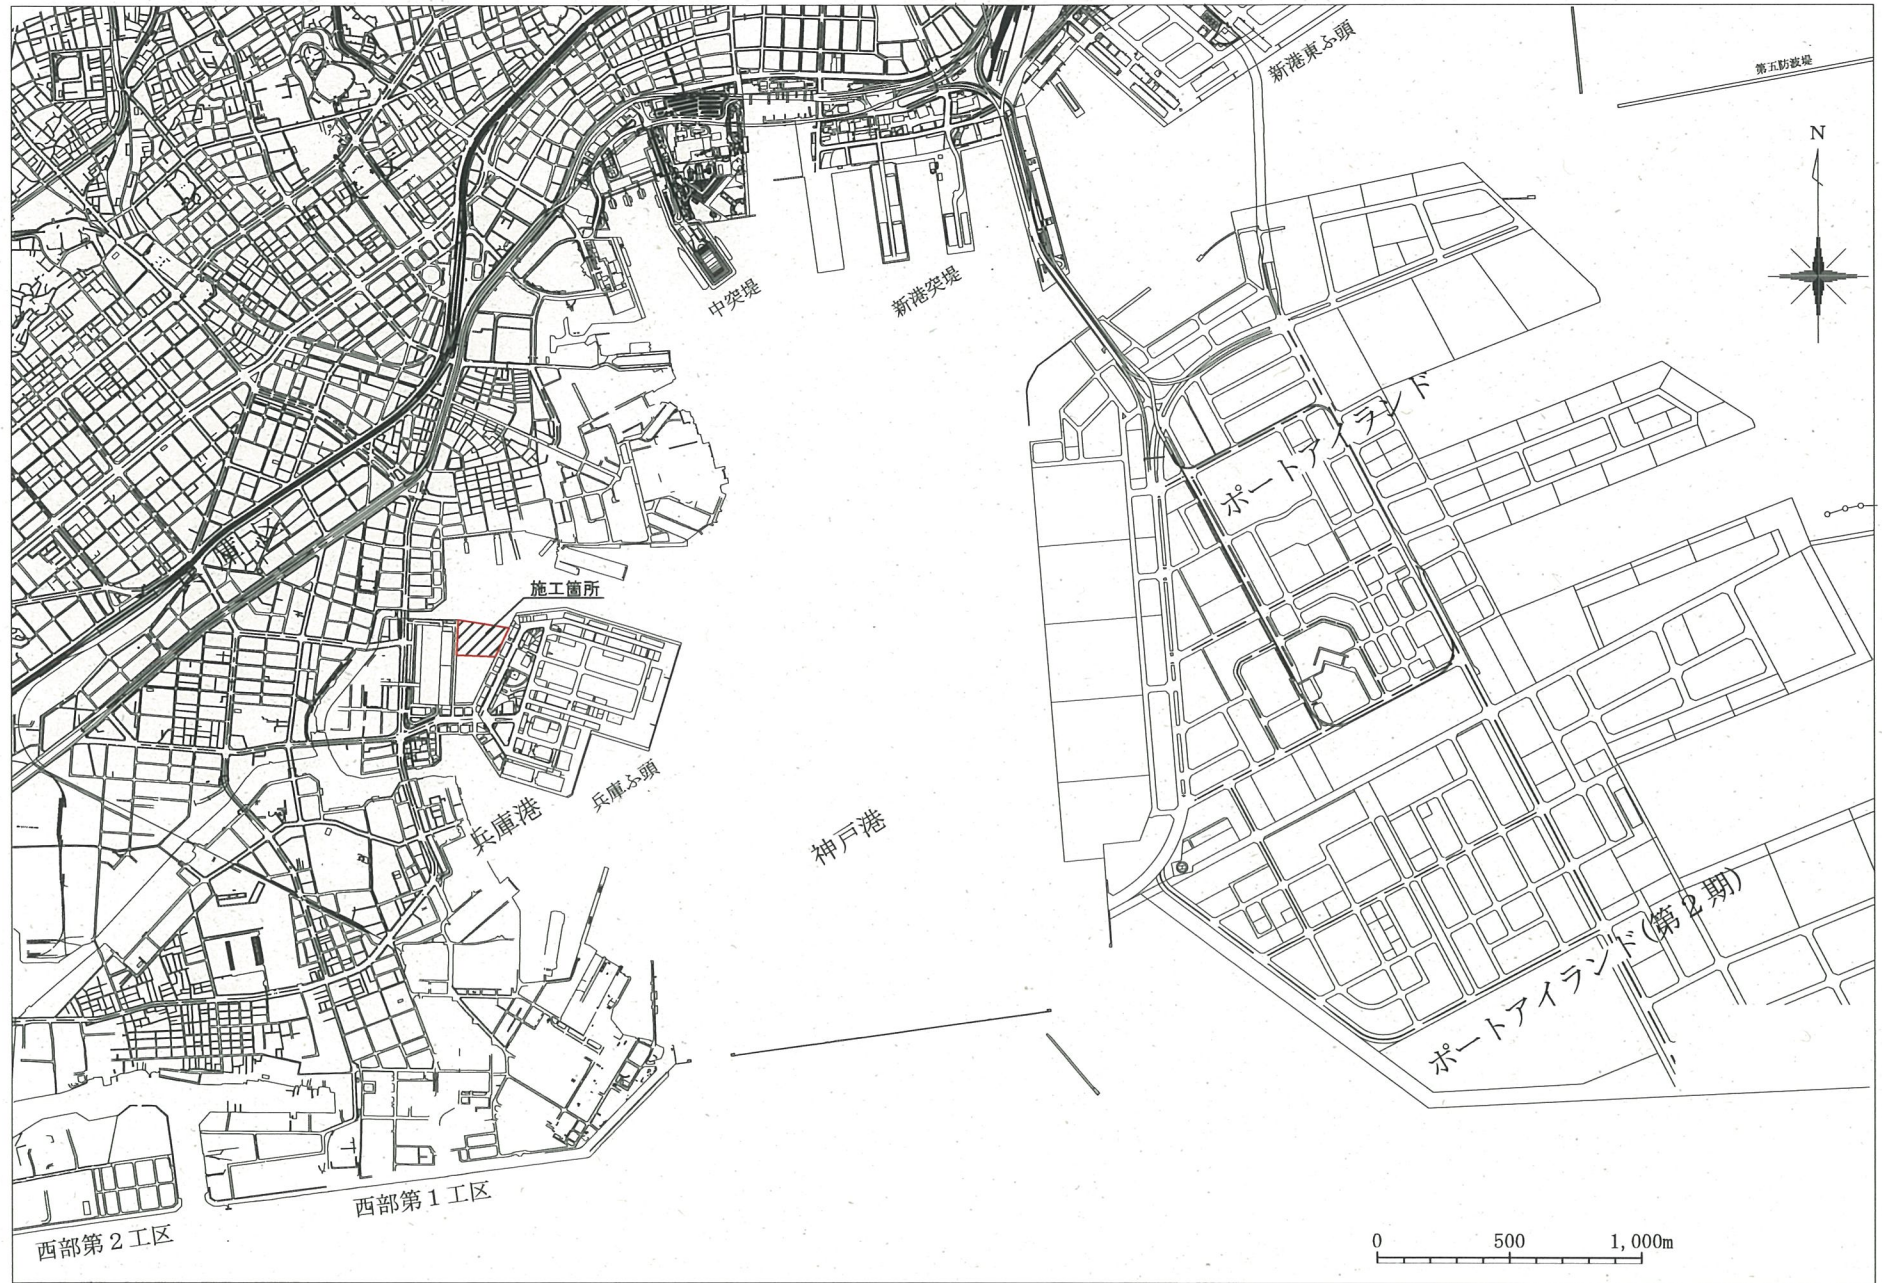 新港東ふ頭
第五防波堤
N
中突堤
新港突堤
ポートアイランド
施工箇所
兵庫ふ頭
兵庫港
神戸港
ポートアイランド(第2期)
西部第1工区
西部第2工区
0 500 1,000m